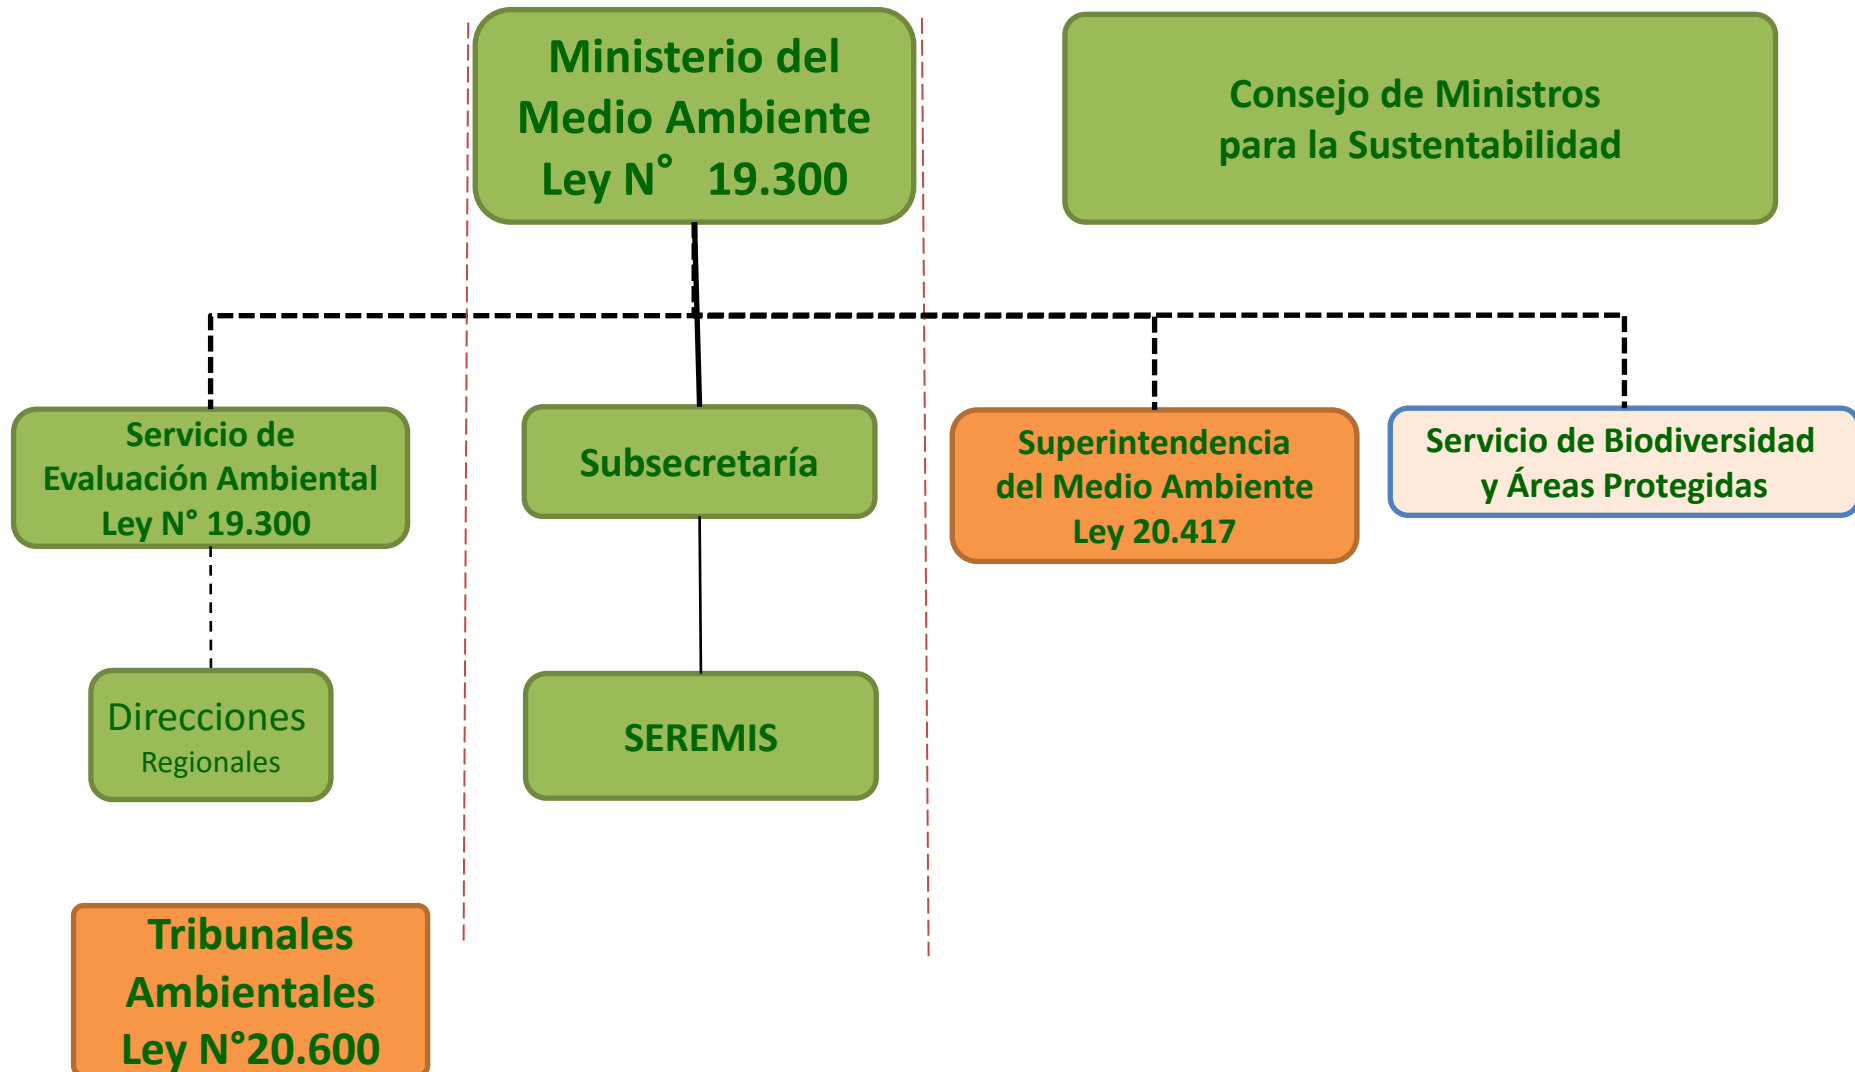 Ministerio del
Medio Ambiente
Ley N° 19.300
Consejo de Ministros
para la Sustentabilidad
Servicio de
Evaluación Ambiental
Ley N° 19.300
Subsecretaría
Superintendencia
del Medio Ambiente
Ley 20.417
Servicio de Biodiversidad
y Áreas Protegidas
Direcciones
Regionales
SEREMIS
Tribunales
Ambientales
Ley N°20.600